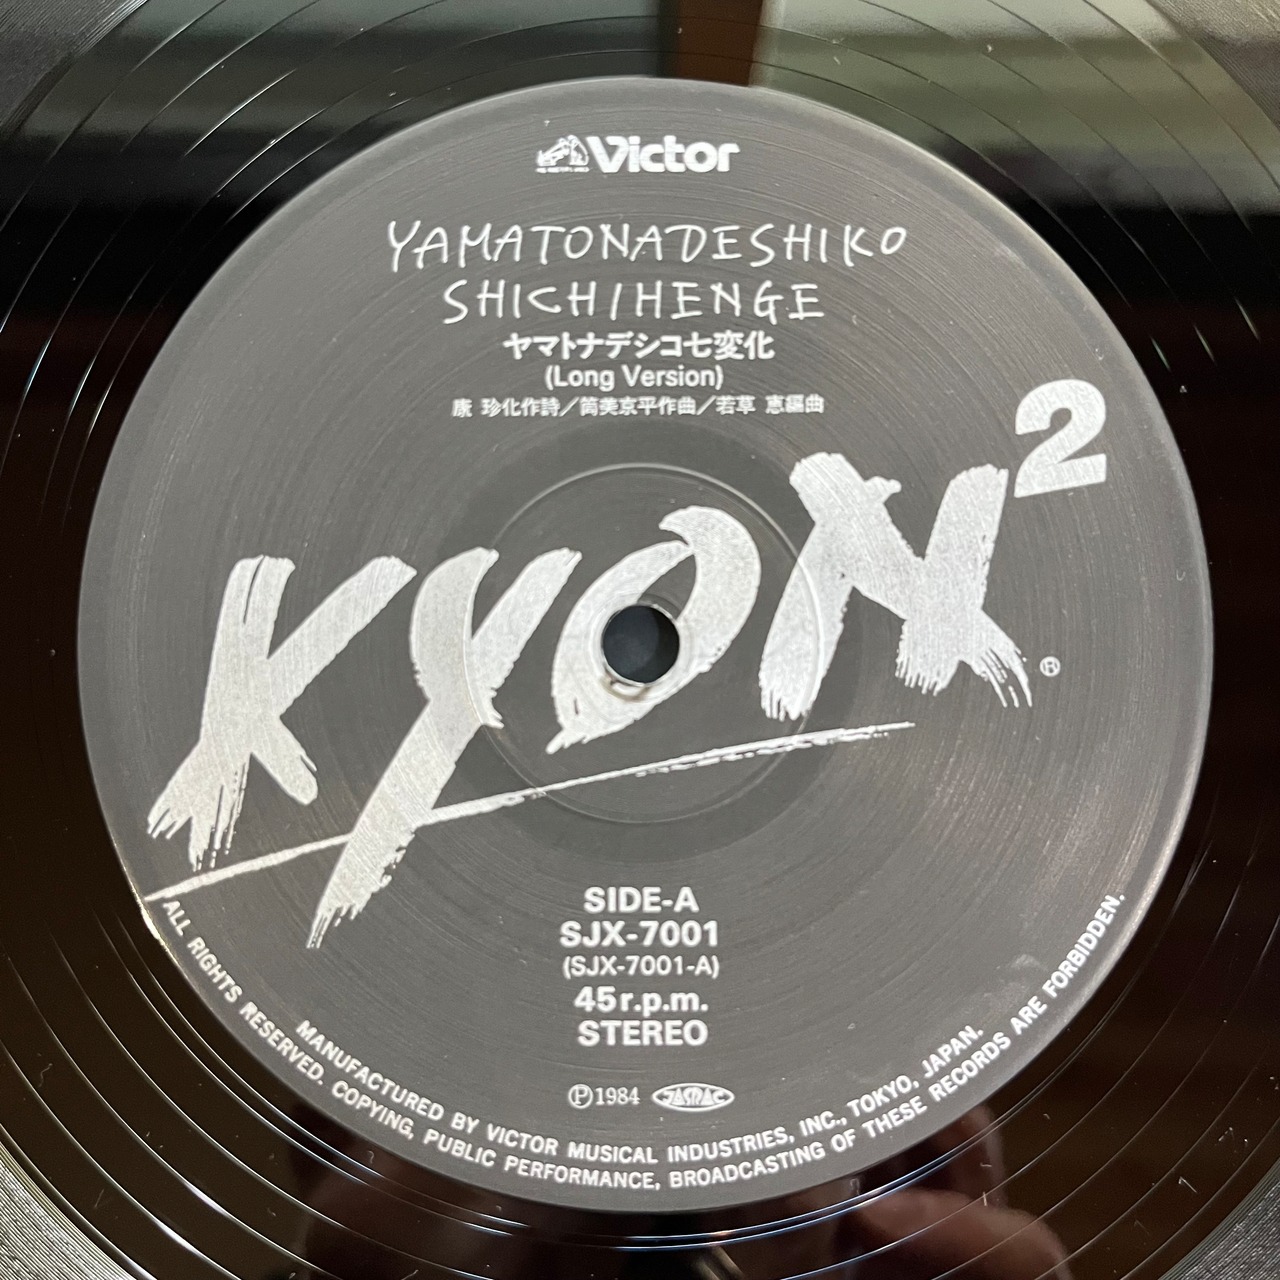 Victor
YAMATONADESHIKO
SHICHIHENGE
ヤマトナデシコ七変化
(Long Version)
康 珍化作詩／筒美京平作曲／若草 恵編曲
KYON²
®
SIDE-A
SJX-7001
(SJX-7001-A)
45r.p.m.
STEREO
Ⓟ1984 JASRAC
MANUFACTURED BY VICTOR MUSICAL INDUSTRIES, INC., TOKYO, JAPAN.
ALL RIGHTS RESERVED. COPYING, PUBLIC PERFORMANCE, BROADCASTING OF THESE RECORDS ARE FORBIDDEN.